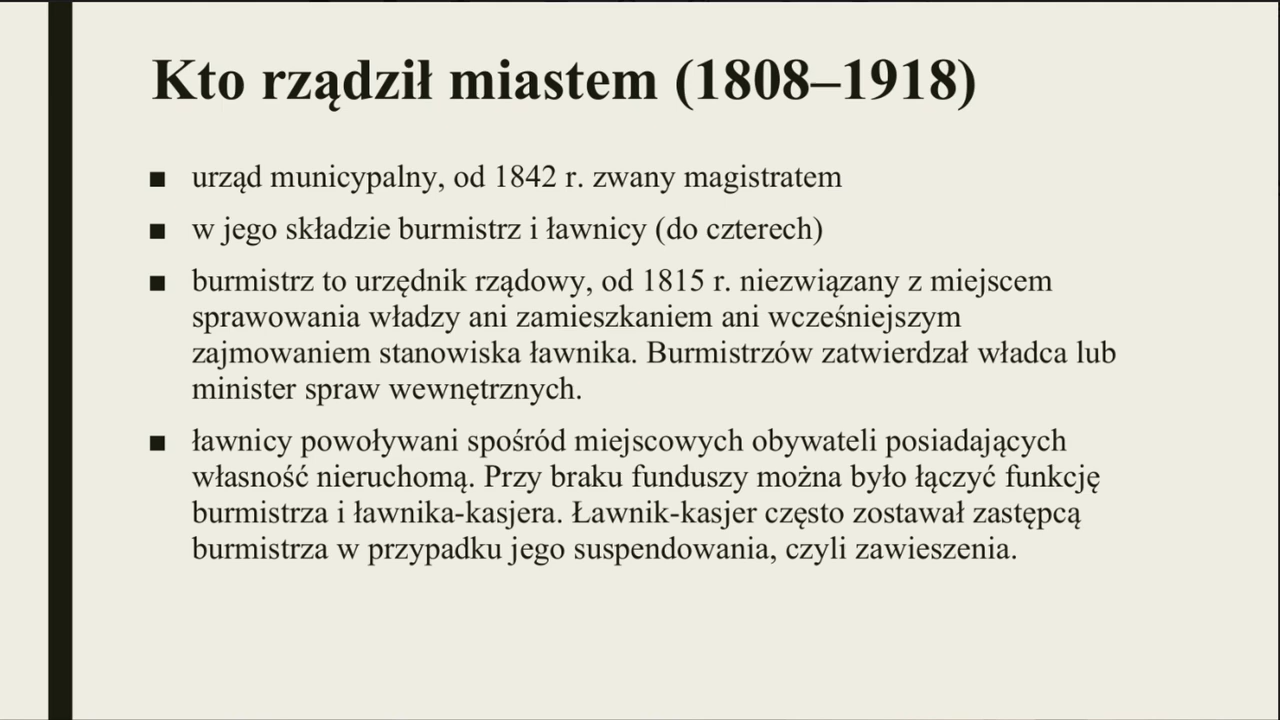 Kto rządził miastem (1808–1918)
■ urząd municypalny, od 1842 r. zwany magistratem
■ w jego składzie burmistrz i ławnicy (do czterech)
■ burmistrz to urzędnik rządowy, od 1815 r. niezwiązany z miejscem
sprawowania władzy ani zamieszkaniem ani wcześniejszym
zajmowaniem stanowiska ławnika. Burmistrzów zatwierdzał władca lub
minister spraw wewnętrznych.
■ ławnicy powoływani spośród miejscowych obywateli posiadających
własność nieruchomą. Przy braku funduszy można było łączyć funkcję
burmistrza i ławnika-kasjera. Ławnik-kasjer często zostawał zastępcą
burmistrza w przypadku jego suspendowania, czyli zawieszenia.